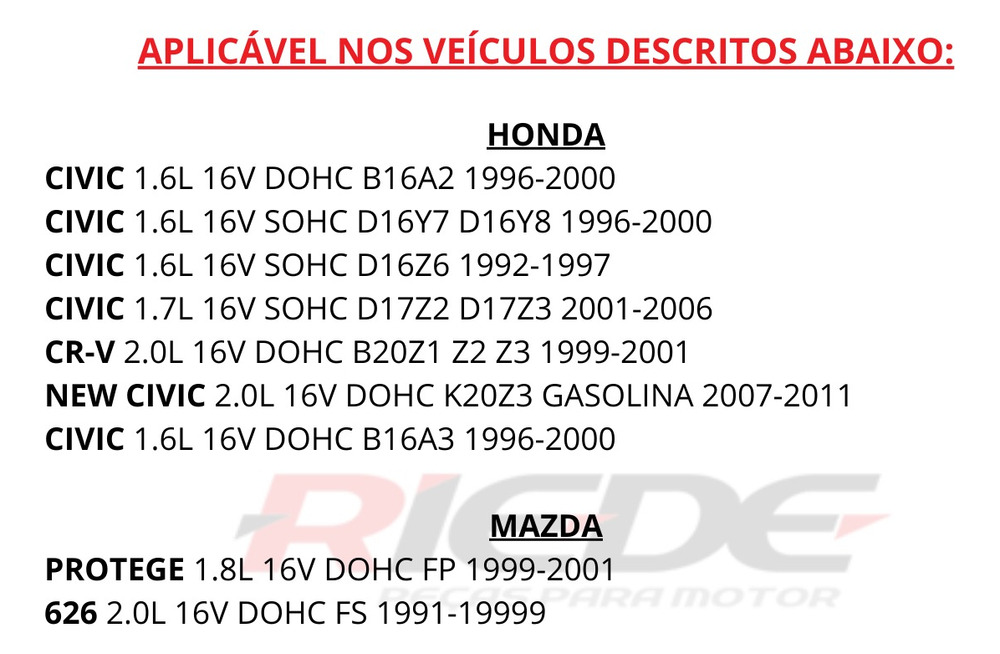 APLICÁVEL NOS VEÍCULOS DESCRITOS ABAIXO:
HONDA
CIVIC 1.6L 16V DOHC B16A2 1996-2000
CIVIC 1.6L 16V SOHC D16Y7 D16Y8 1996-2000
CIVIC 1.6L 16V SOHC D16Z6 1992-1997
CIVIC 1.7L 16V SOHC D17Z2 D17Z3 2001-2006
CR-V 2.0L 16V DOHC B20Z1 Z2 Z3 1999-2001
NEW CIVIC 2.0L 16V DOHC K20Z3 GASOLINA 2007-2011
CIVIC 1.6L 16V DOHC B16A3 1996-2000
RIEDE
MAZDA
PROTEGE 1.8L 16V DOHC FP 1999-2001
PEÇAS PARA MOTOR
626 2.0L 16V DOHC FS 1991-19999